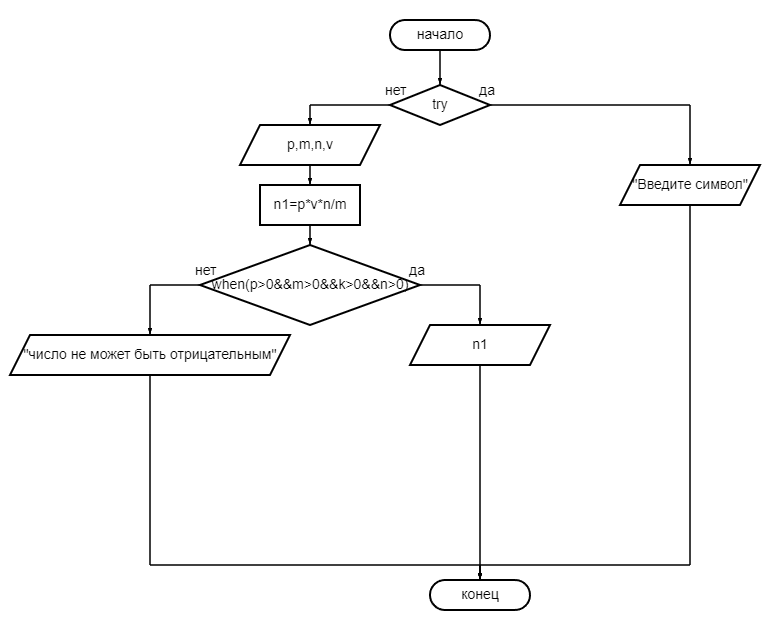 начало
нет
да
try
p,m,n,v
"Введите символ"
n1=p*v*n/m
нет
да
when(p>0&&m>0&&k>0&&n>0)
"число не может быть отрицательным"
n1
конец